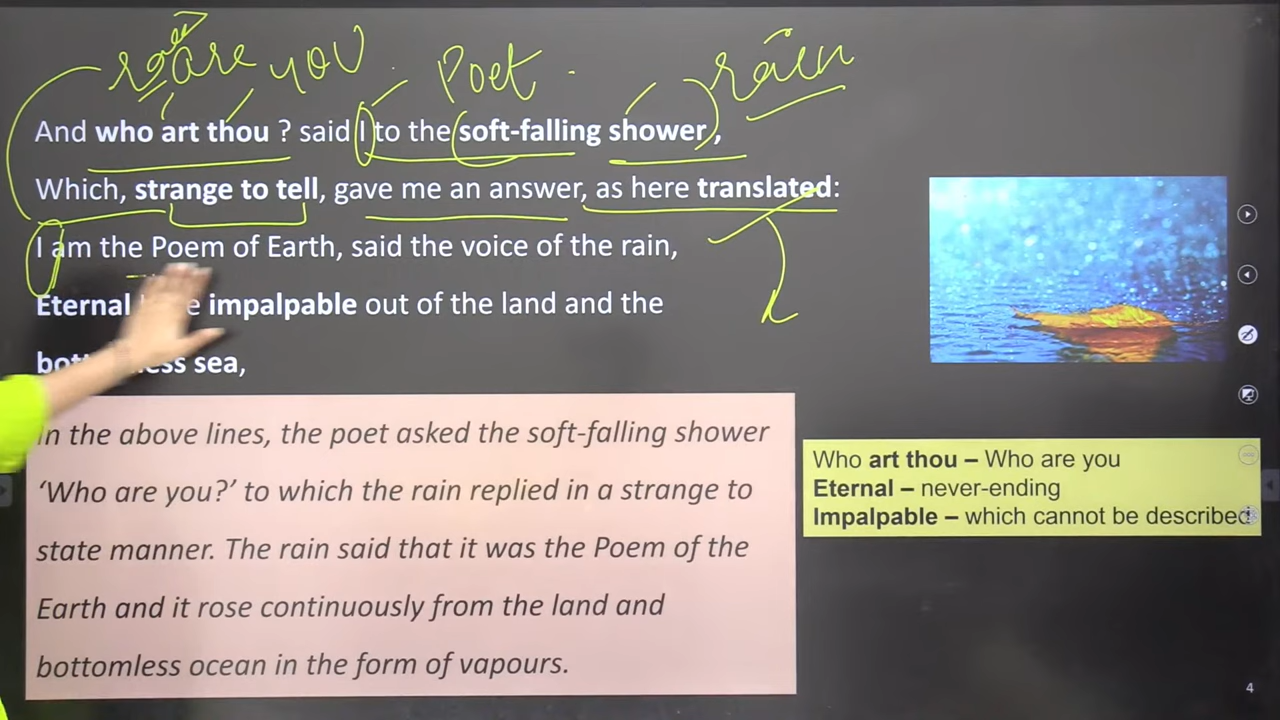 are you Poet. rain
And who art thou ? said I to the soft-falling shower ,
Which, strange to tell, gave me an answer, as here translated:
I am the Poem of Earth, said the voice of the rain,
Eternal impalpable out of the land and the
sea,
In the above lines, the poet asked the soft-falling shower
‘Who are you?’ to which the rain replied in a strange to
state manner. The rain said that it was the Poem of the
Earth and it rose continuously from the land and
bottomless ocean in the form of vapours.
Who art thou – Who are you
Eternal – never-ending
Impalpable – which cannot be described
4